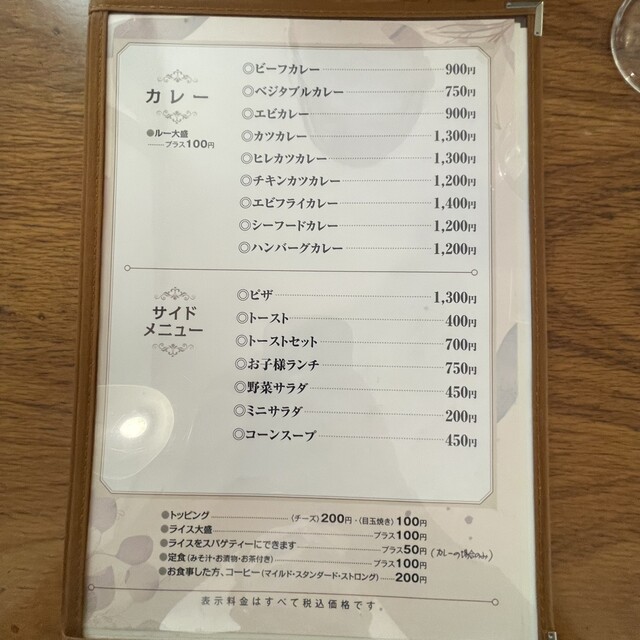 カレー
●ルー大盛
プラス100円
◎ビーフカレー 900円
◎ベジタブルカレー 750円
◎エビカレー 900円
◎カツカレー 1,300円
◎ヒレカツカレー 1,300円
◎チキンカツカレー 1,200円
◎エビフライカレー 1,400円
◎シーフードカレー 1,200円
◎ハンバーグカレー 1,200円
サイド
メニュー
◎ピザ 1,300円
◎トースト 400円
◎トーストセット 700円
◎お子様ランチ 750円
◎野菜サラダ 450円
◎ミニサラダ 200円
◎コーンスープ 450円
●トッピング (チーズ)200円・(目玉焼き)100円
●ライス大盛 プラス100円
●ライスをスパゲティーにできます プラス50円 (カレーの場合のみ)
●定食(みそ汁・お漬物・お茶付き) プラス100円
●お食事した方、コーヒー(マイルド・スタンダード・ストロング) 200円
表示料金はすべて税込価格です。